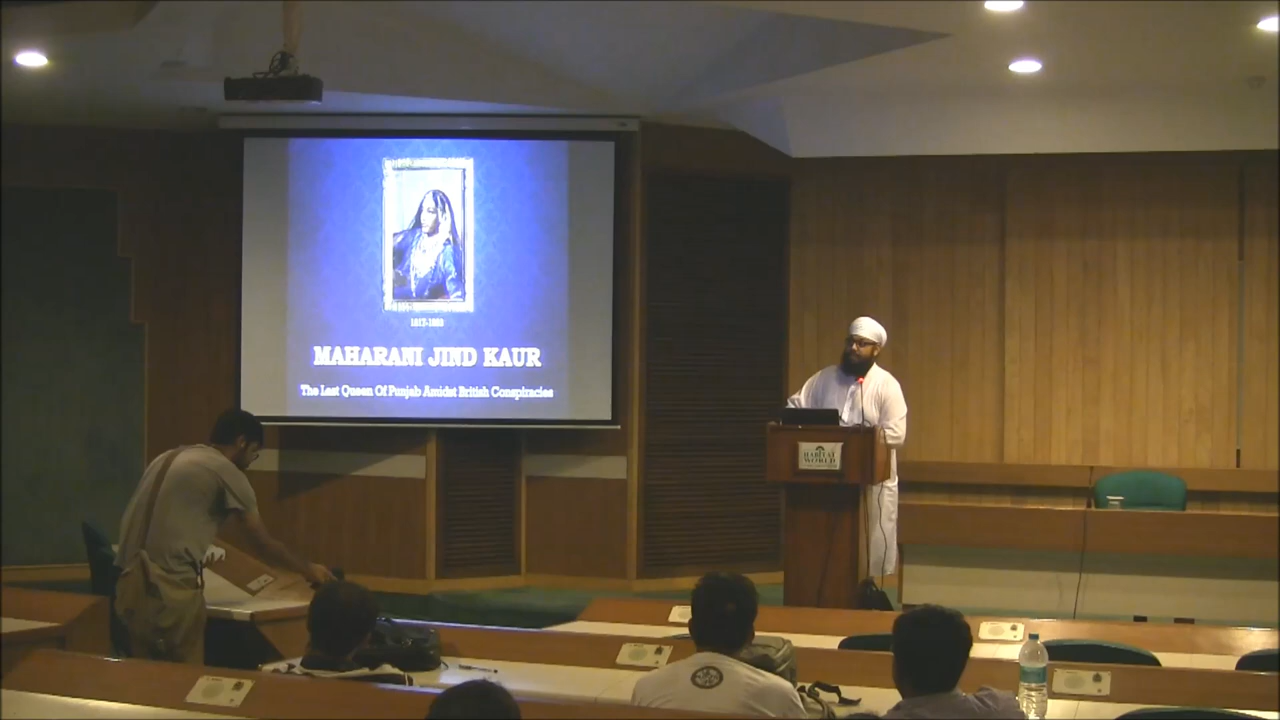 1817-1863
MAHARANI JIND KAUR
The Last Queen Of Punjab Amidst British Conspiracies
HABITAT
WORLD